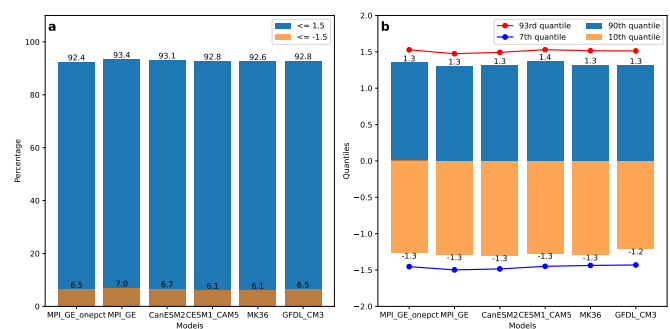 a
<= 1.5
<= -1.5
100
80
60
40
20
0
Percentage
92.4
93.4
93.1
92.8
92.6
92.8
6.5
7.0
6.7
6.1
6.1
6.5
MPI_GE_onepct
MPI_GE
CanESM2
CESM1_CAM5
MK36
GFDL_CM3
Models
b
93rd quantile
7th quantile
90th quantile
10th quantile
2.0
1.5
1.0
0.5
0.0
−0.5
−1.0
−1.5
−2.0
Quantiles
1.3
1.3
1.3
1.4
1.3
1.3
-1.3
-1.3
-1.3
-1.3
-1.3
-1.2
MPI_GE_onepct
MPI_GE
CanESM2
CESM1_CAM5
MK36
GFDL_CM3
Models